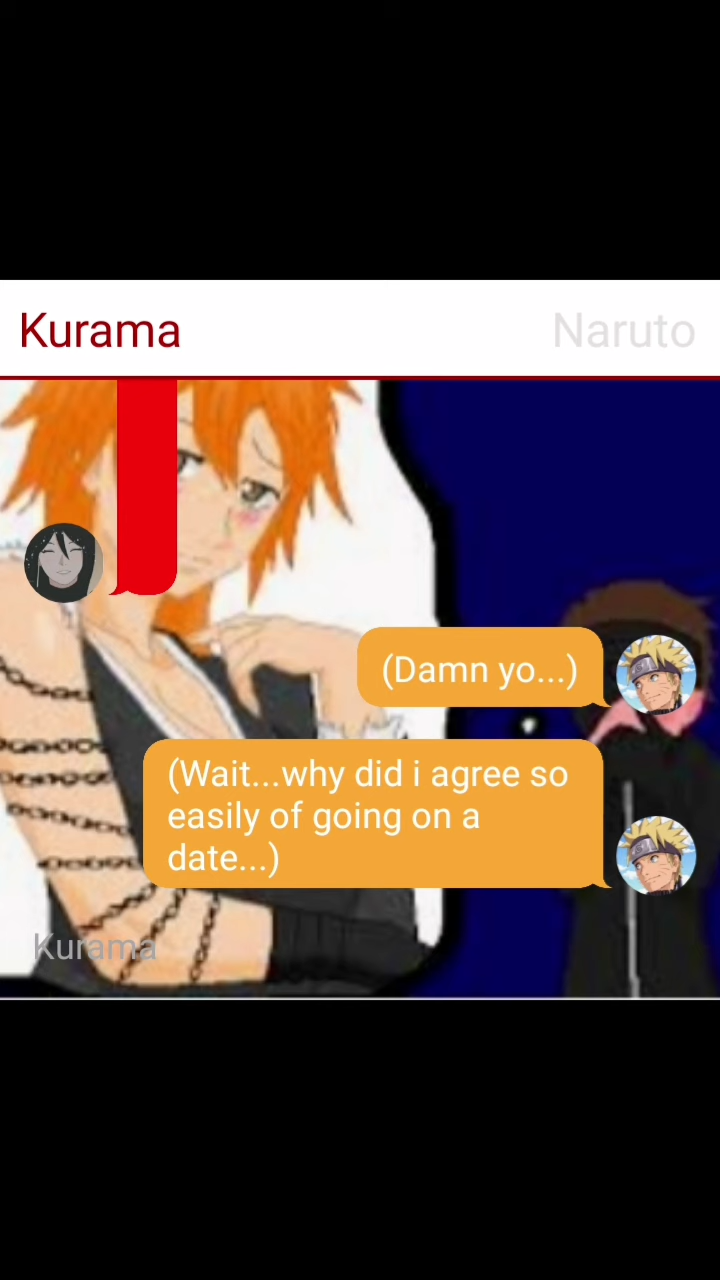 Kurama
Naruto
(Damn yo...)
(Wait...why did i agree so
easily of going on a
date...)
Kurama